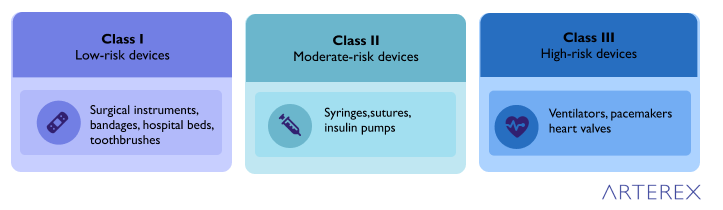 Class I
Low-risk devices
Surgical instruments,
bandages, hospital beds,
toothbrushes
Class II
Moderate-risk devices
Syringes,sutures,
insulin pumps
Class III
High-risk devices
Ventilators, pacemakers
heart valves
ARTEREX